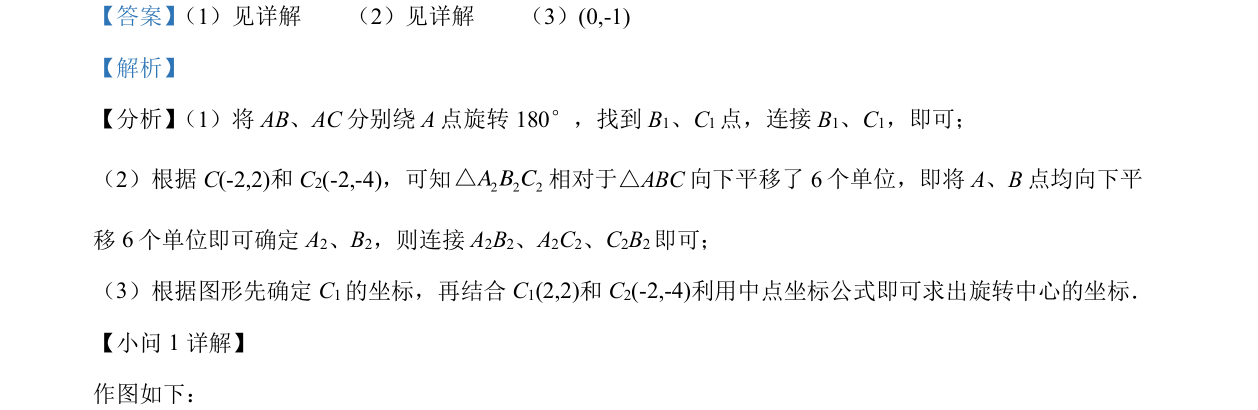 【答案】（1）见详解 （2）见详解 （3）(0,-1)
【解析】
【分析】（1）将 AB、AC 分别绕 A 点旋转 180°，找到 B₁、C₁ 点，连接 B₁、C₁，即可；
（2）根据 C(-2,2)和 C₂(-2,-4)，可知△A₂B₂C₂ 相对于△ABC 向下平移了 6 个单位，即将 A、B 点均向下平
移 6 个单位即可确定 A₂、B₂，则连接 A₂B₂、A₂C₂、C₂B₂ 即可；
（3）根据图形先确定 C₁ 的坐标，再结合 C₁(2,2)和 C₂(-2,-4)利用中点坐标公式即可求出旋转中心的坐标．
【小问 1 详解】
作图如下：